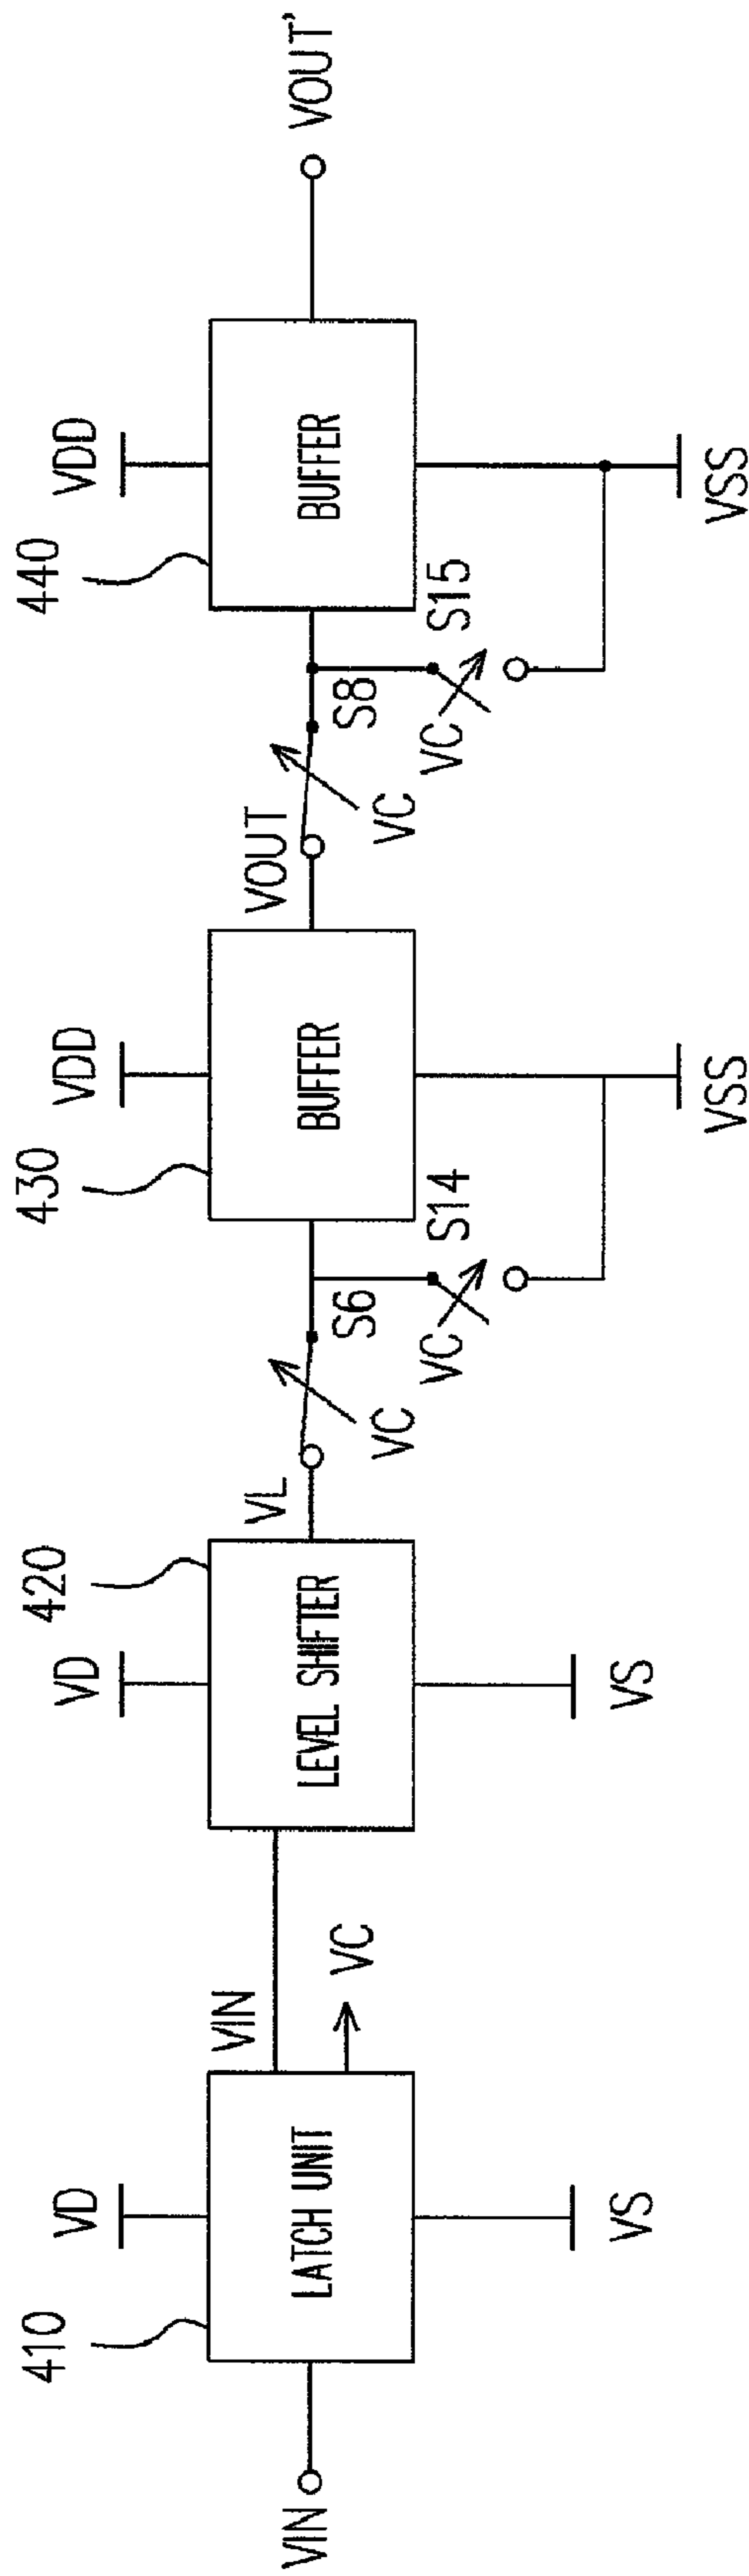 410
420
430
440
VD
VD
VDD
VDD
VIN
LATCH UNIT
VIN
VC
LEVEL SHIFTER
VL
VC
S6
VC
S14
BUFFER
VOUT
VC
S8
VC
S15
BUFFER
VOUT'
VS
VS
VSS
VSS